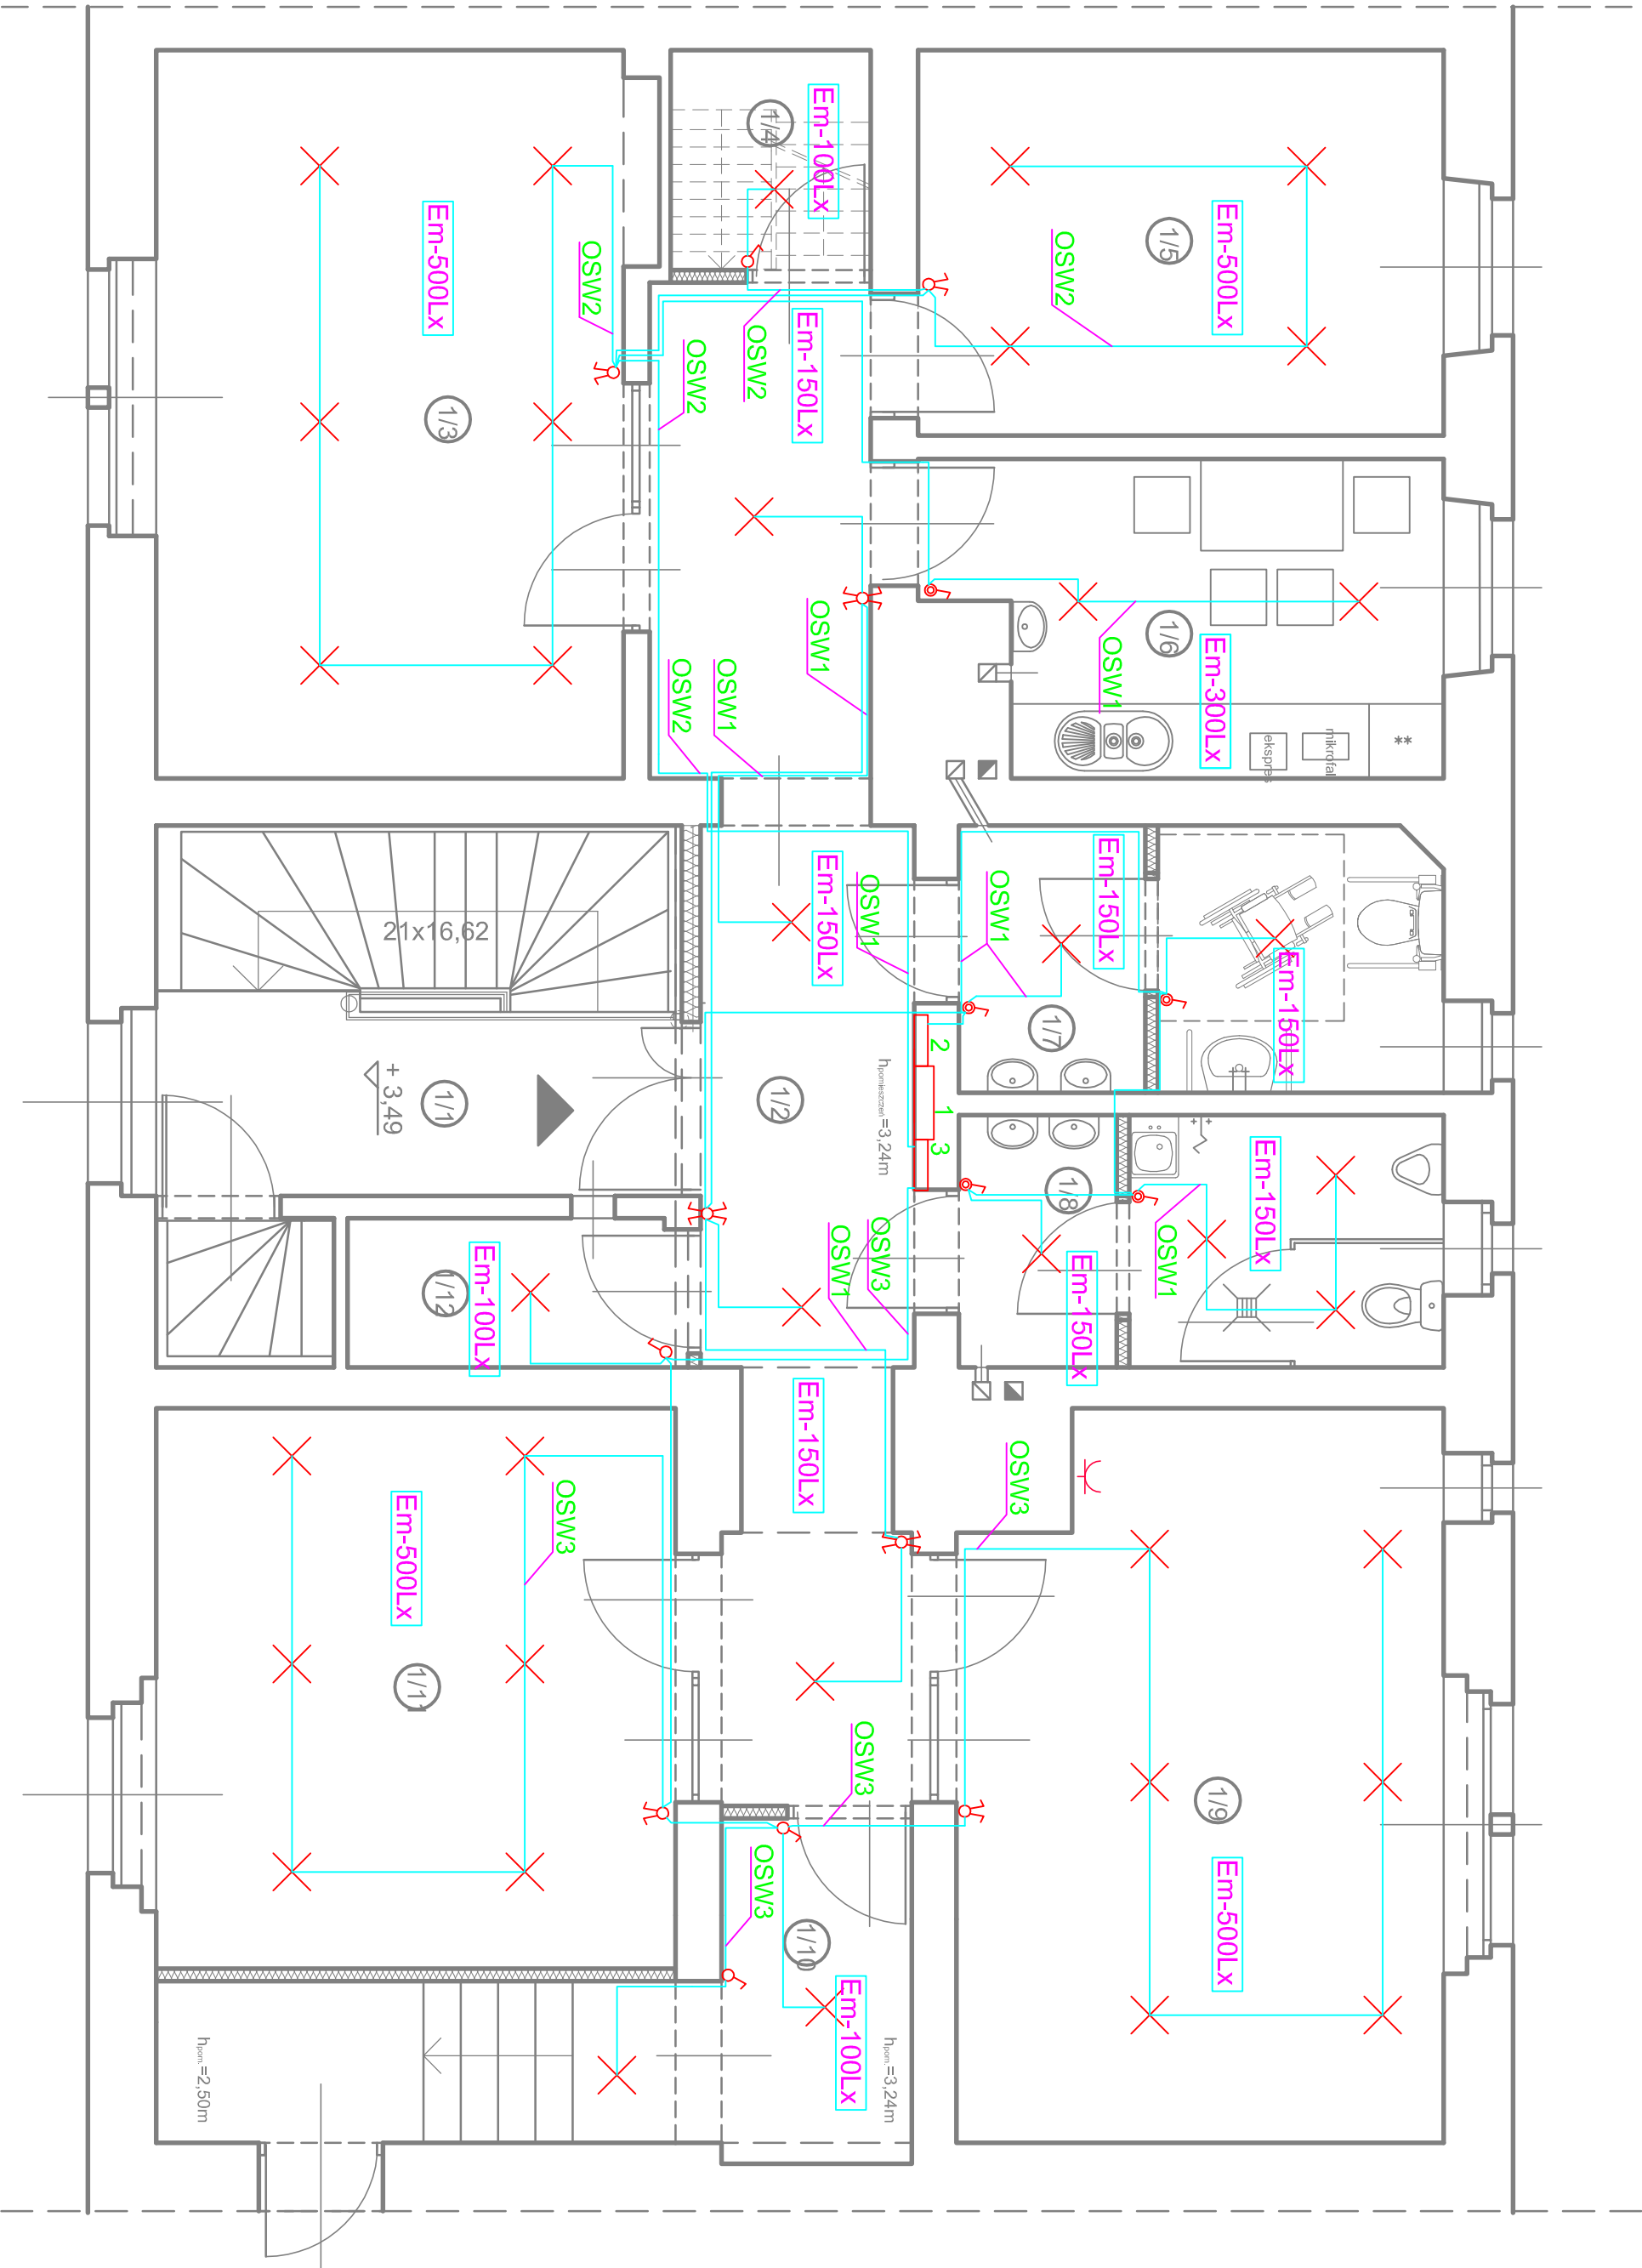 Em-100Lx
1/4
Em-500Lx
1/5
OSW2
Em-500Lx
OSW2
1/3
Em-150Lx
OSW2
OSW2
OSW1
1/6
Em-300Lx
OSW1
OSW1
OSW2
ekspres
mikrofal
**
21x16,62
Em-150Lx
OSW1
OSW1
Em-150Lx
Em-150Lx
1/7
2
1
3
1/2
hpomieszczeń=3,24m
1/1
+ 3,49
1/8
Em-150Lx
OSW1
Em-150Lx
OSW3
OSW1
Em-100Lx
1/12
Em-150Lx
OSW3
OSW3
Em-500Lx
1/11
OSW3
1/9
Em-500Lx
OSW3
1/10
Em-100Lx
hpom.=3,24m
hpom.=2,50m